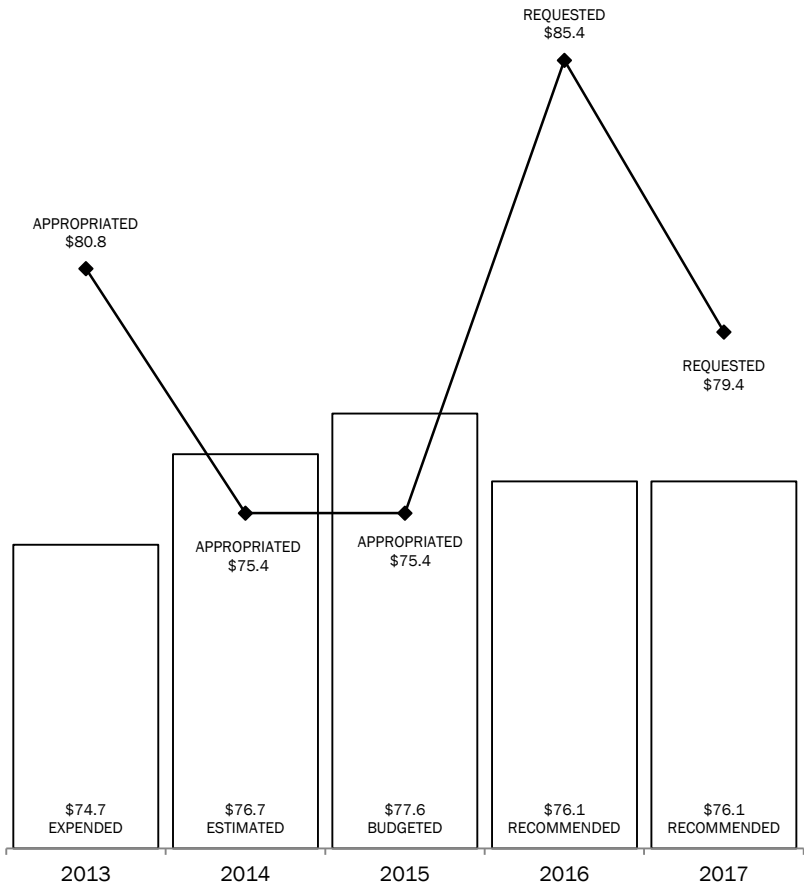 REQUESTED
$85.4
APPROPRIATED
$80.8
REQUESTED
$79.4
APPROPRIATED
$75.4
APPROPRIATED
$75.4
$74.7
EXPENDED
$76.7
ESTIMATED
$77.6
BUDGETED
$76.1
RECOMMENDED
$76.1
RECOMMENDED
2013
2014
2015
2016
2017